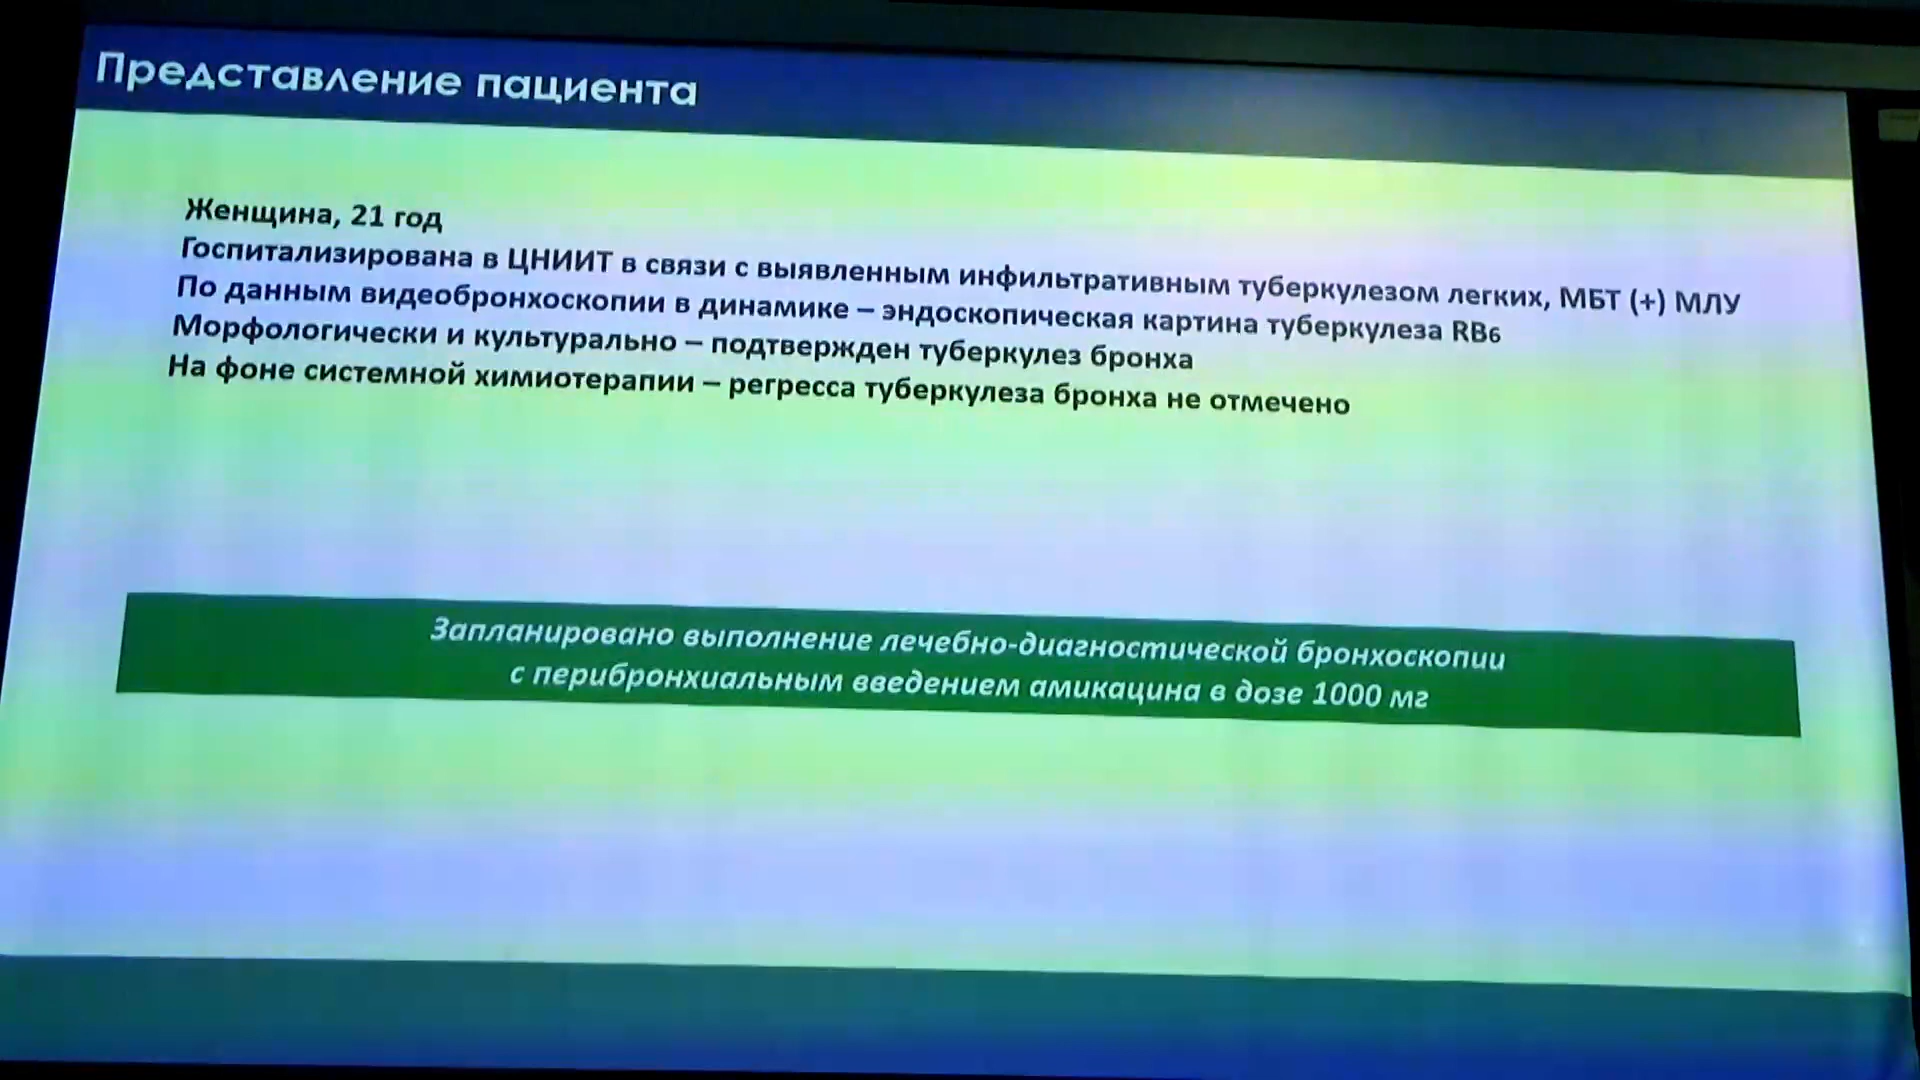 Представление пациента
Женщина, 21 год
Госпитализирована в ЦНИИТ в связи с выявленным инфильтративным туберкулезом легких, МБТ (+) МЛУ
По данным видеобронхоскопии в динамике – эндоскопическая картина туберкулеза RB6
Морфологически и культурально – подтвержден туберкулез бронха
На фоне системной химиотерапии – регресса туберкулеза бронха не отмечено
Запланировано выполнение лечебно-диагностической бронхоскопии
с перибронхиальным введением амикацина в дозе 1000 мг